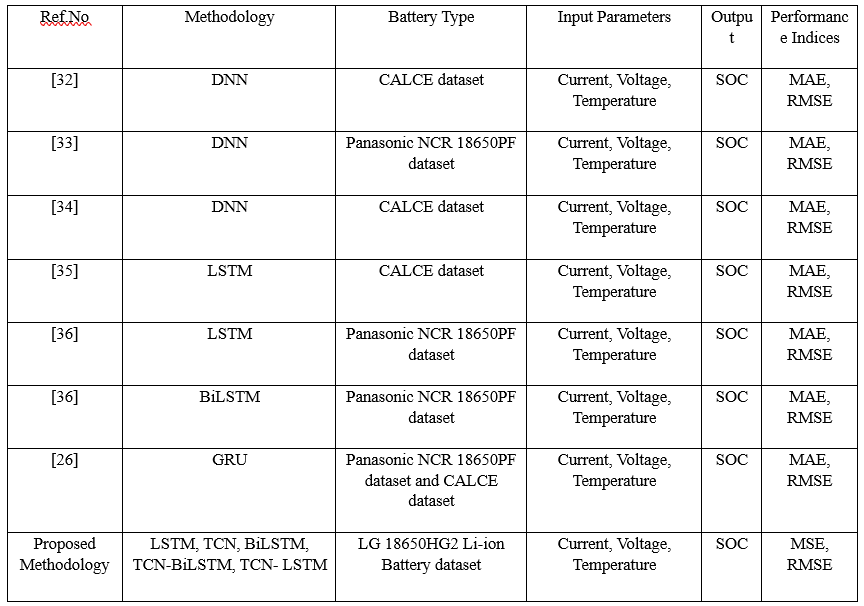 Ref.No Methodology Battery Type Input Parameters Outpu Performanc
t e Indices
[32] DNN CALCE dataset Current, Voltage, SOC MAE,
Temperature RMSE
[33] DNN Panasonic NCR 18650PF Current, Voltage, SOC MAE,
dataset Temperature RMSE
[34] DNN CALCE dataset Current, Voltage, SOC MAE,
Temperature RMSE
[35] LSTM CALCE dataset Current, Voltage, SOC MAE,
Temperature RMSE
[36] LSTM Panasonic NCR 18650PF Current, Voltage, SOC MAE,
dataset Temperature RMSE
[36] BiLSTM Panasonic NCR 18650PF Current, Voltage, SOC MAE,
dataset Temperature RMSE
[26] GRU Panasonic NCR 18650PF Current, Voltage, SOC MAE,
dataset and CALCE Temperature RMSE
dataset
Proposed LSTM, TCN, BiLSTM, LG 18650HG2 Li-ion Current, Voltage, SOC MSE,
Methodology TCN-BiLSTM, TCN- LSTM Battery dataset Temperature RMSE